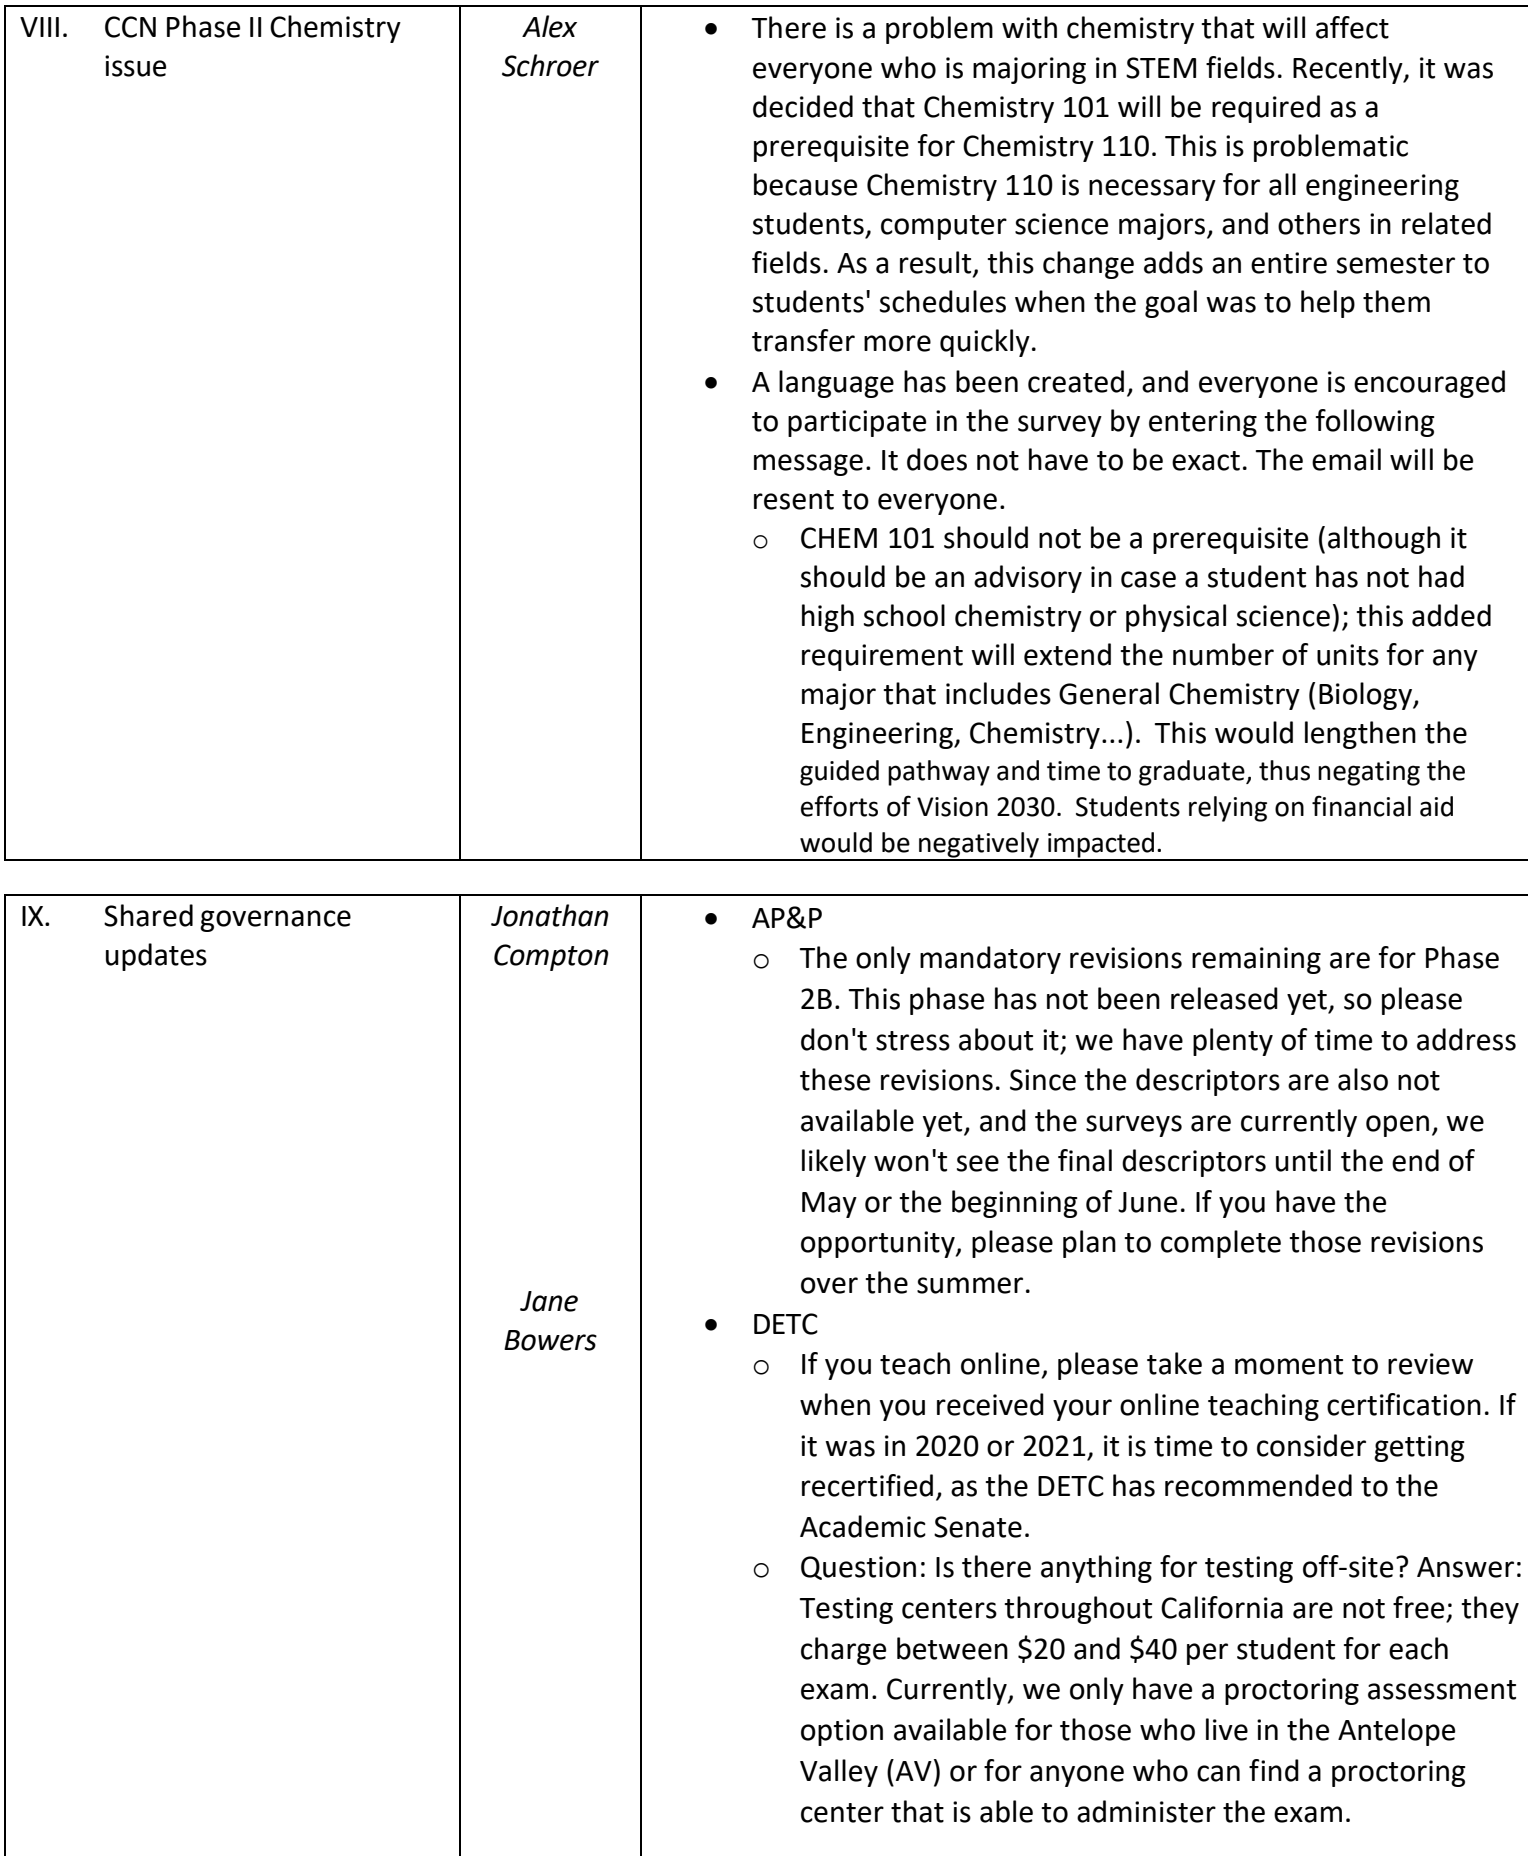 VIII. CCN Phase II Chemistry
issue
Alex
Schroer
• There is a problem with chemistry that will affect
everyone who is majoring in STEM fields. Recently, it was
decided that Chemistry 101 will be required as a
prerequisite for Chemistry 110. This is problematic
because Chemistry 110 is necessary for all engineering
students, computer science majors, and others in related
fields. As a result, this change adds an entire semester to
students' schedules when the goal was to help them
transfer more quickly.
• A language has been created, and everyone is encouraged
to participate in the survey by entering the following
message. It does not have to be exact. The email will be
resent to everyone.
o CHEM 101 should not be a prerequisite (although it
should be an advisory in case a student has not had
high school chemistry or physical science); this added
requirement will extend the number of units for any
major that includes General Chemistry (Biology,
Engineering, Chemistry...). This would lengthen the
guided pathway and time to graduate, thus negating the
efforts of Vision 2030. Students relying on financial aid
would be negatively impacted.
IX. Shared governance
updates
Jonathan
Compton
• AP&P
o The only mandatory revisions remaining are for Phase
2B. This phase has not been released yet, so please
don't stress about it; we have plenty of time to address
these revisions. Since the descriptors are also not
available yet, and the surveys are currently open, we
likely won't see the final descriptors until the end of
May or the beginning of June. If you have the
opportunity, please plan to complete those revisions
over the summer.
Jane
Bowers
• DETC
o If you teach online, please take a moment to review
when you received your online teaching certification. If
it was in 2020 or 2021, it is time to consider getting
recertified, as the DETC has recommended to the
Academic Senate.
o Question: Is there anything for testing off-site? Answer:
Testing centers throughout California are not free; they
charge between $20 and $40 per student for each
exam. Currently, we only have a proctoring assessment
option available for those who live in the Antelope
Valley (AV) or for anyone who can find a proctoring
center that is able to administer the exam.